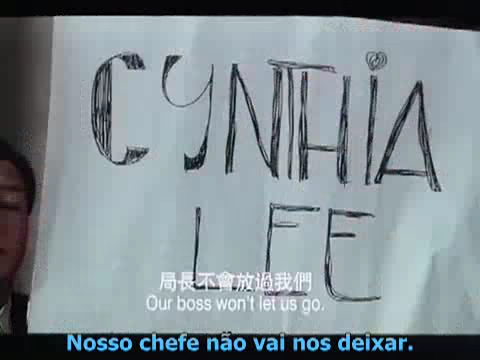 CYNTHIA
LEE
局長不會放過我們
Our boss won't let us go.
Nosso chefe não vai nos deixar.